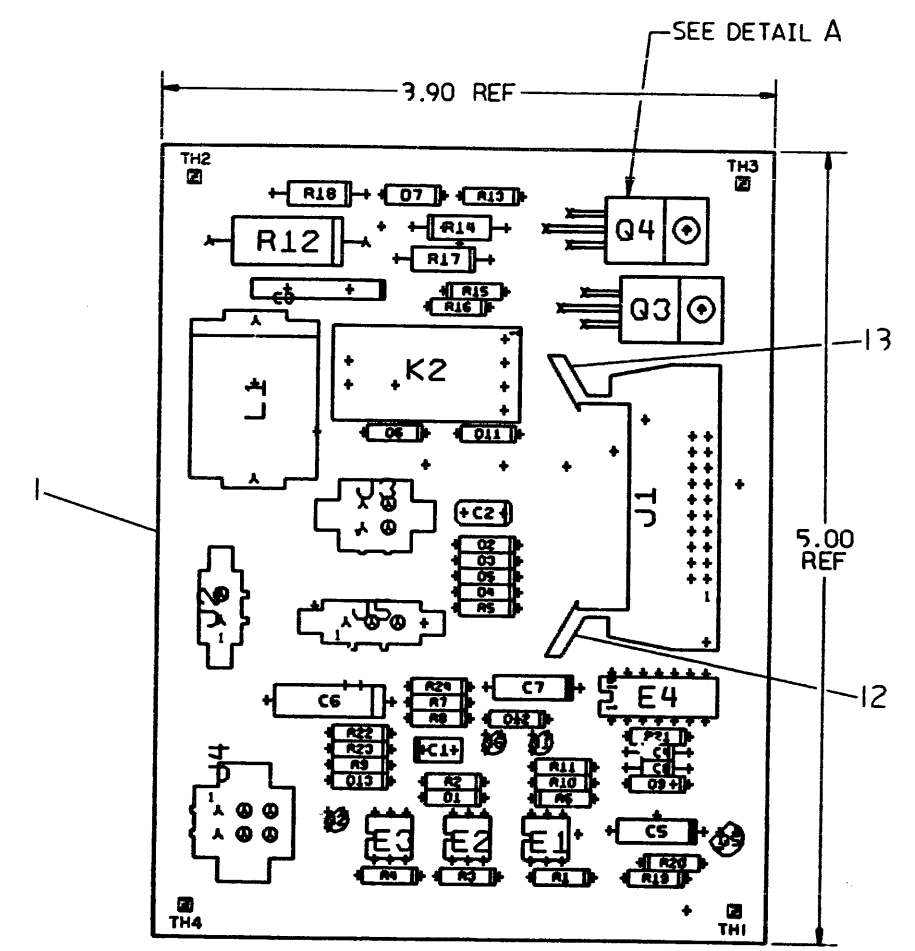 SEE DETAIL A
3.90 REF
TH2
TH3
R18
D7
R13
R12
R14
Q4
R17
R15
R16
Q3
13
K2
L1
D6
D11
1
J3
C2
J1
5.00
REF
D2
D3
D5
D4
R5
J2
1
J5
1
1
12
C6
R24
R7
R8
C7
D12
E4
R22
R23
R9
D13
C1
R21
C9
C8
D9
J4
1
R2
D1
R11
R10
R6
E3
E2
E1
C5
R4
R3
R1
R20
R19
TH4
TH1